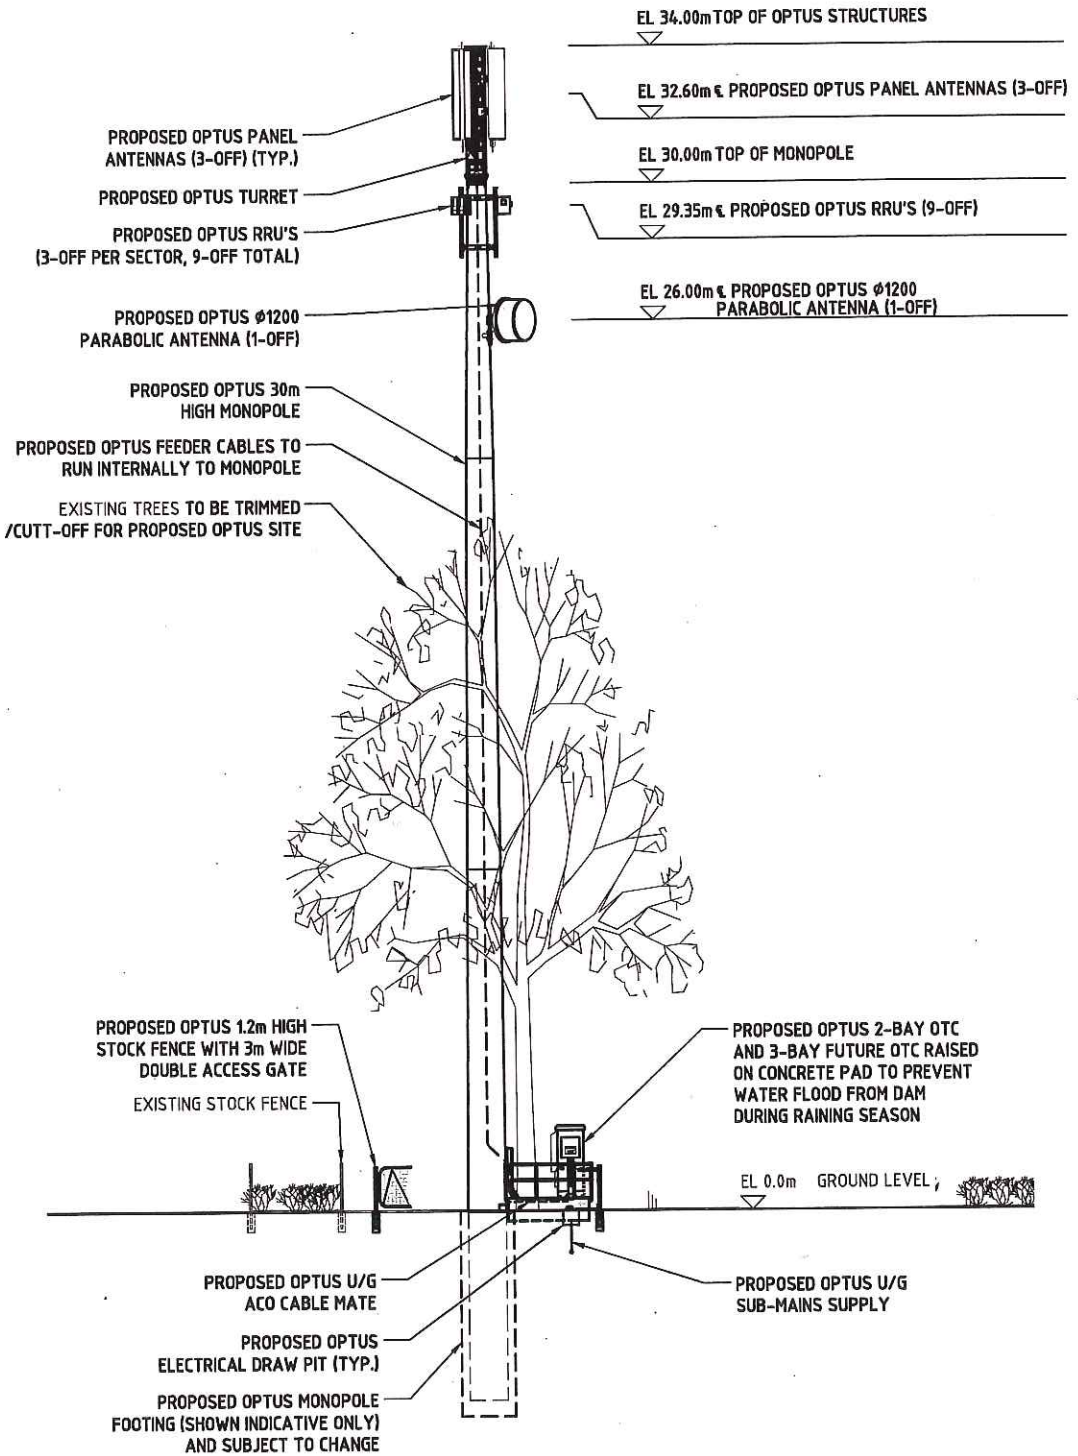 EL 34.00m TOP OF OPTUS STRUCTURES
EL 32.60m ℄ PROPOSED OPTUS PANEL ANTENNAS (3-OFF)
EL 30.00m TOP OF MONOPOLE
EL 29.35m ℄ PROPOSED OPTUS RRU'S (9-OFF)
EL 26.00m ℄ PROPOSED OPTUS Ø1200
PARABOLIC ANTENNA (1-OFF)
PROPOSED OPTUS PANEL
ANTENNAS (3-OFF) (TYP.)
PROPOSED OPTUS TURRET
PROPOSED OPTUS RRU'S
(3-OFF PER SECTOR, 9-OFF TOTAL)
PROPOSED OPTUS Ø1200
PARABOLIC ANTENNA (1-OFF)
PROPOSED OPTUS 30m
HIGH MONOPOLE
PROPOSED OPTUS FEEDER CABLES TO
RUN INTERNALLY TO MONOPOLE
EXISTING TREES TO BE TRIMMED
/CUTT-OFF FOR PROPOSED OPTUS SITE
PROPOSED OPTUS 1.2m HIGH
STOCK FENCE WITH 3m WIDE
DOUBLE ACCESS GATE
EXISTING STOCK FENCE
PROPOSED OPTUS 2-BAY OTC
AND 3-BAY FUTURE OTC RAISED
ON CONCRETE PAD TO PREVENT
WATER FLOOD FROM DAM
DURING RAINING SEASON
EL 0.0m GROUND LEVEL
PROPOSED OPTUS U/G
ACO CABLE MATE
PROPOSED OPTUS
ELECTRICAL DRAW PIT (TYP.)
PROPOSED OPTUS MONOPOLE
FOOTING (SHOWN INDICATIVE ONLY)
AND SUBJECT TO CHANGE
PROPOSED OPTUS U/G
SUB-MAINS SUPPLY